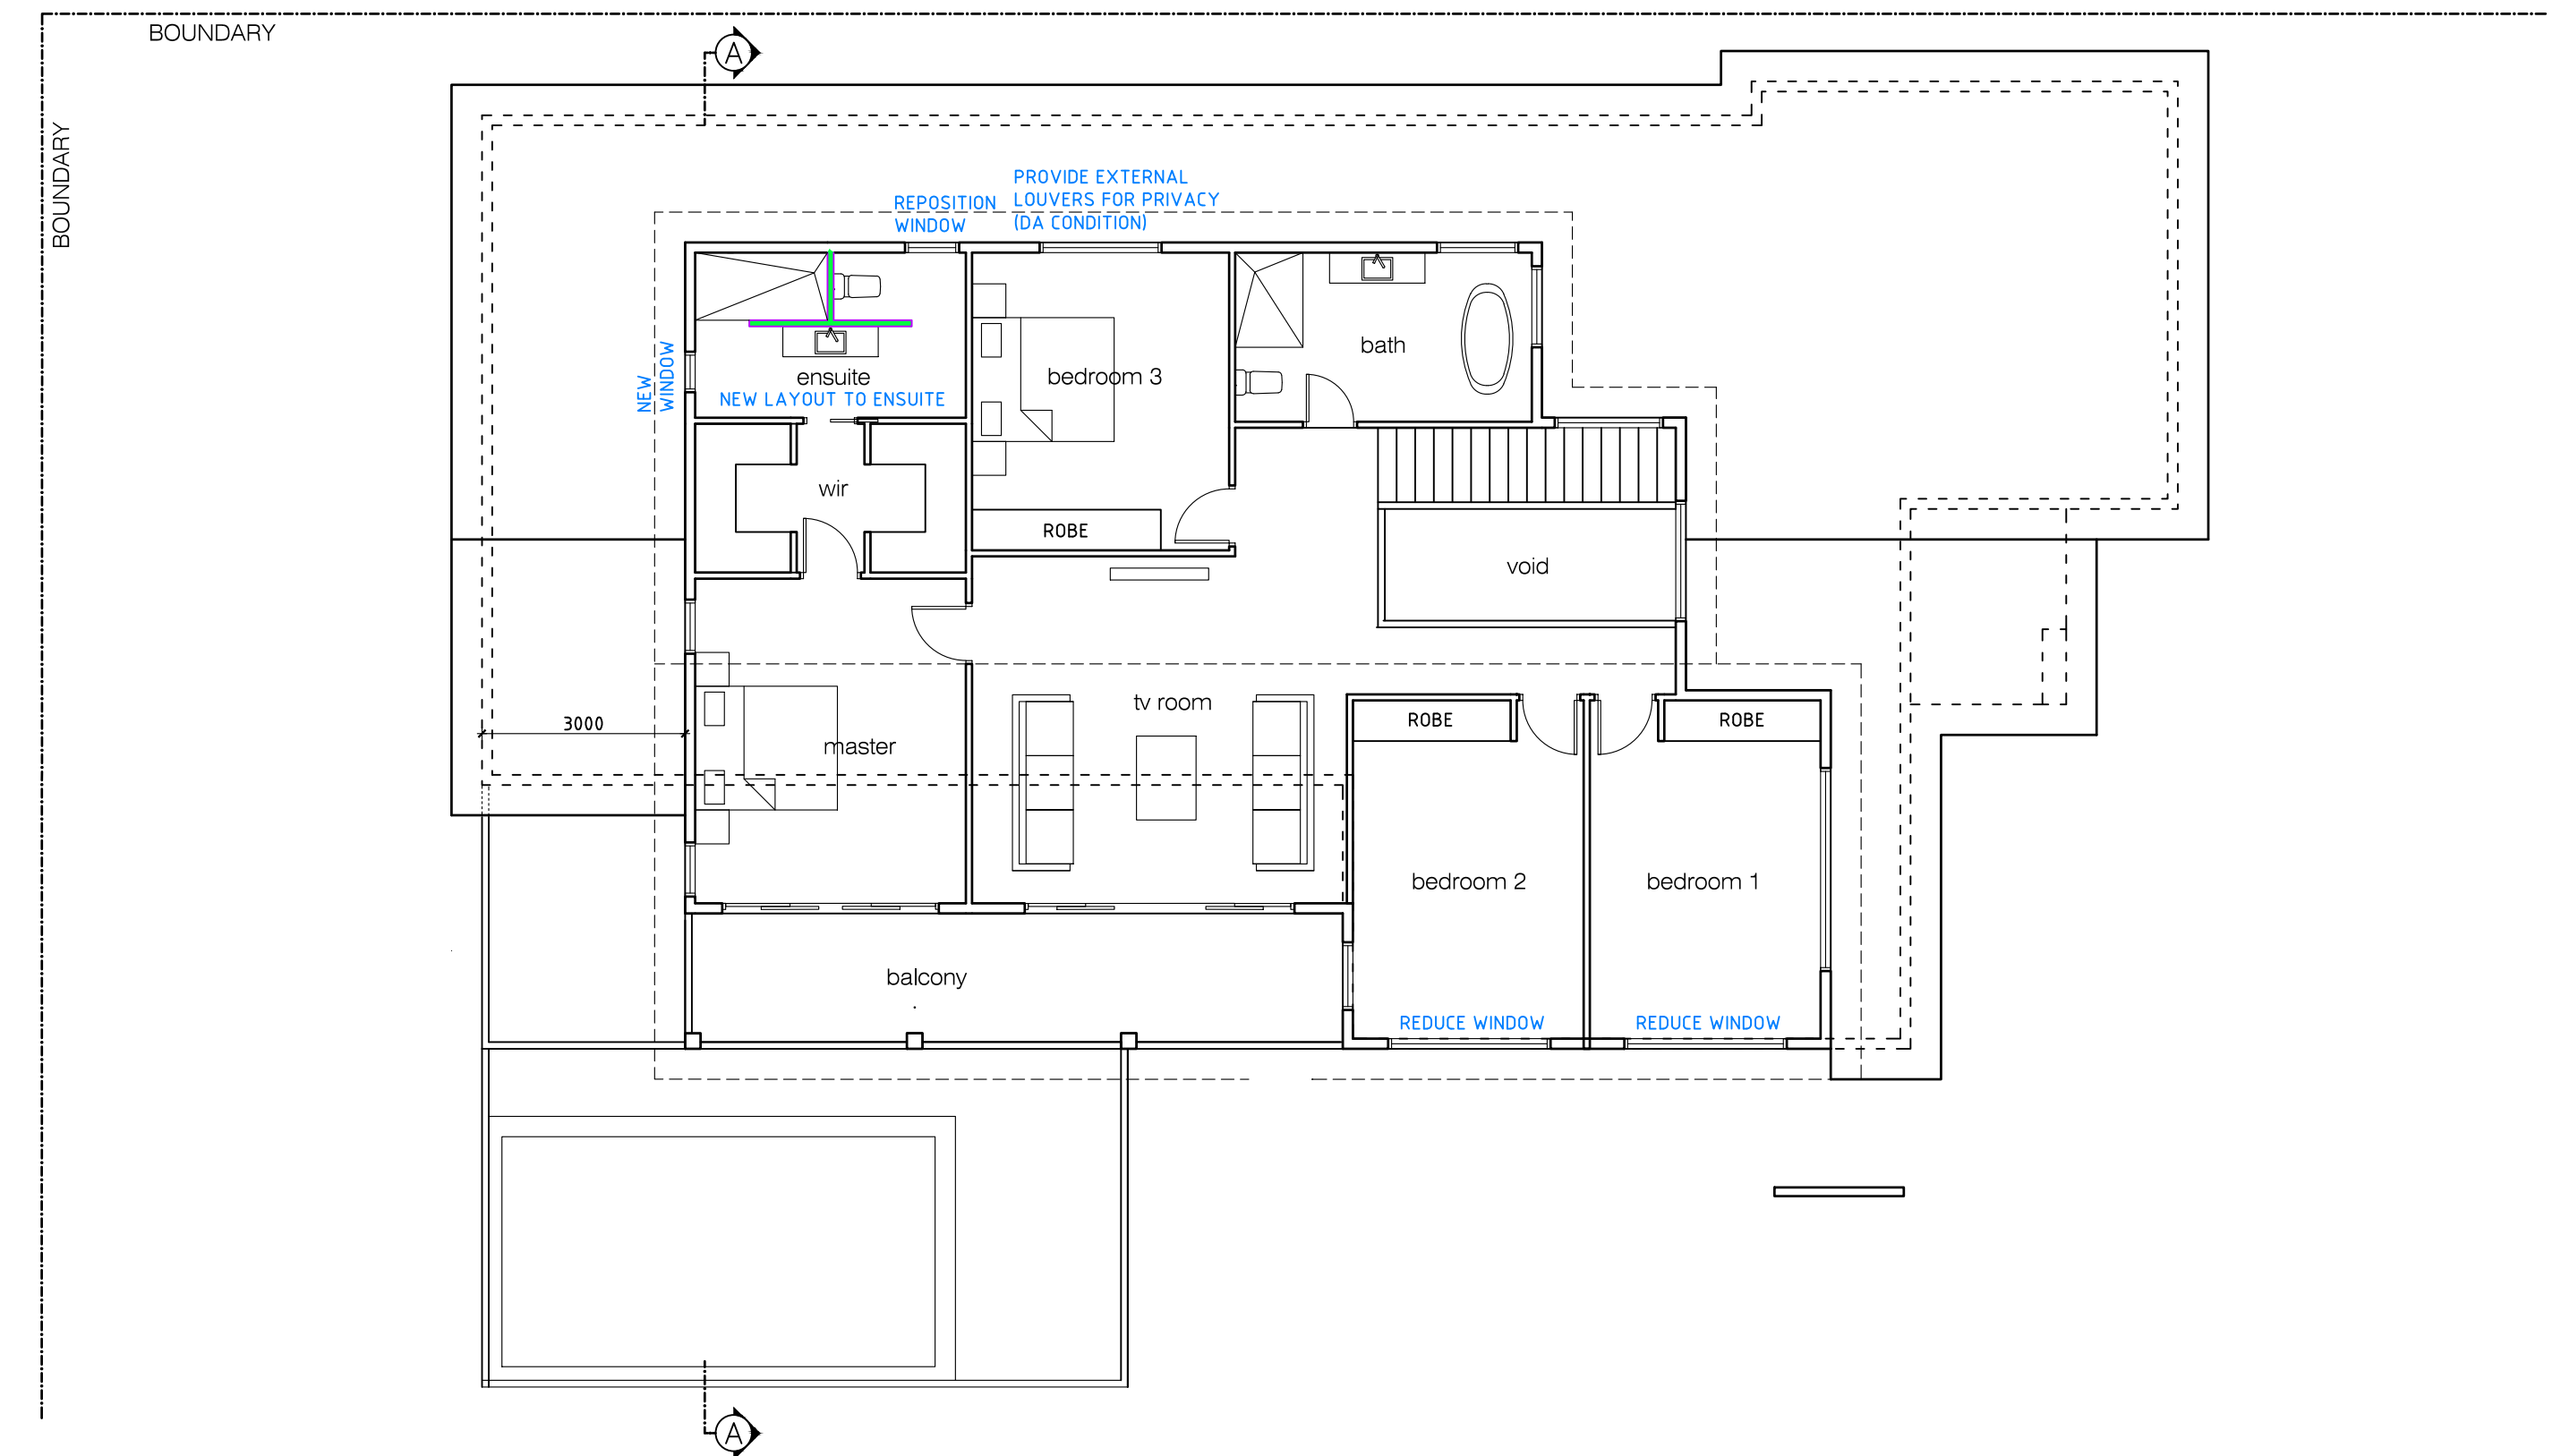 BOUNDARY
A
BOUNDARY
PROVIDE EXTERNAL
LOUVERS FOR PRIVACY
(DA CONDITION)
REPOSITION
WINDOW
NEW
WINDOW
ensuite
NEW LAYOUT TO ENSUITE
bedroom 3
bath
wir
ROBE
void
3000
master
tv room
ROBE
ROBE
bedroom 2
bedroom 1
balcony
REDUCE WINDOW
REDUCE WINDOW
A